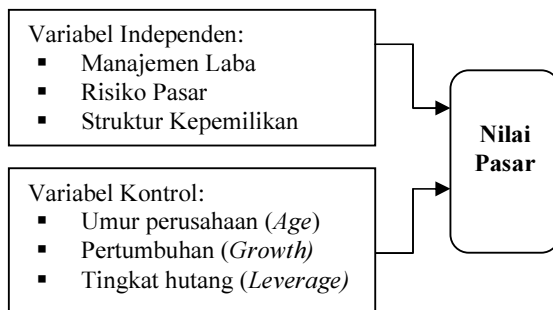 Variabel Independen:
▪ Manajemen Laba
▪ Risiko Pasar
▪ Struktur Kepemilikan
Nilai
Pasar
Variabel Kontrol:
▪ Umur perusahaan (Age)
▪ Pertumbuhan (Growth)
▪ Tingkat hutang (Leverage)